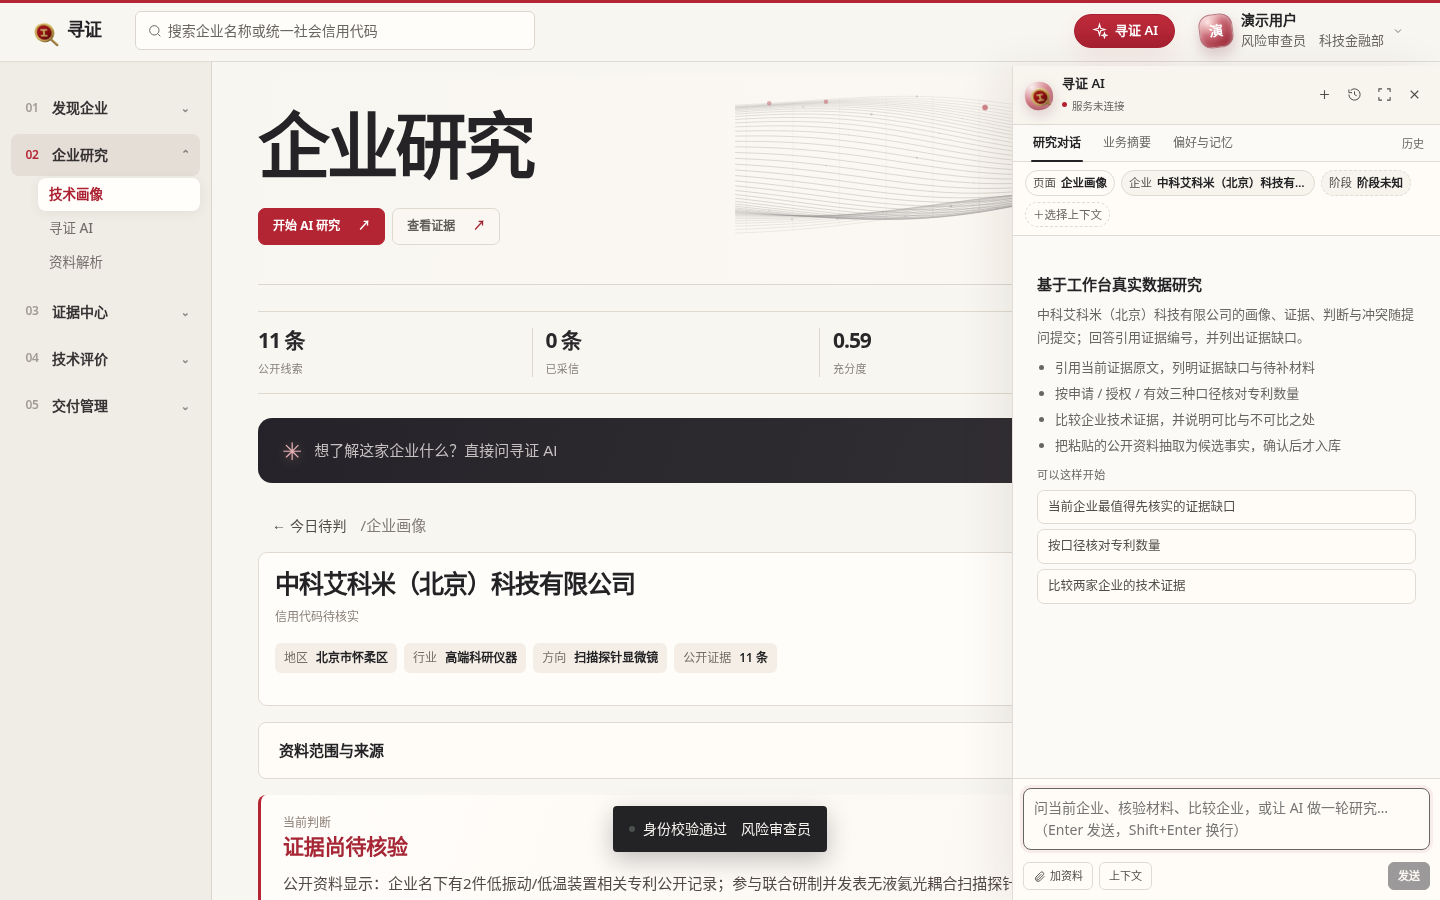 寻证
搜索企业名称或统一社会信用代码
寻证 AI
演
演示用户
风险审查员 科技金融部
01 发现企业
02 企业研究
技术画像
寻证 AI
资料解析
03 证据中心
04 技术评价
05 交付管理
企业研究
开始 AI 研究 ↗
查看证据 ↗
11 条
公开线索
0 条
已采信
0.59
充分度
想了解这家企业什么？直接问寻证 AI
← 今日待判 /企业画像
中科艾科米（北京）科技有限公司
信用代码待核实
地区 北京市怀柔区
行业 高端科研仪器
方向 扫描探针显微镜
公开证据 11 条
资料范围与来源
当前判断
证据尚待核验
公开资料显示：企业名下有2件低振动/低温装置相关专利公开记录；参与联合研制并发表无液氦光耦合扫描探针
身份校验通过 风险审查员
寻证 AI
服务未连接
研究对话 业务摘要 偏好与记忆 历史
页面 企业画像
企业 中科艾科米（北京）科技有...
阶段 阶段未知
＋选择上下文
基于工作台真实数据研究
中科艾科米（北京）科技有限公司的画像、证据、判断与冲突随提
问提交；回答引用证据编号，并列出证据缺口。
引用当前证据原文，列明证据缺口与待补材料
按申请 / 授权 / 有效三种口径核对专利数量
比较企业技术证据，并说明可比与不可比之处
把粘贴的公开资料抽取为候选事实，确认后才入库
可以这样开始
当前企业最值得先核实的证据缺口
按口径核对专利数量
比较两家企业的技术证据
问当前企业、核验材料、比较企业，或让 AI 做一轮研究...
（Enter 发送，Shift+Enter 换行）
加资料
上下文
发送